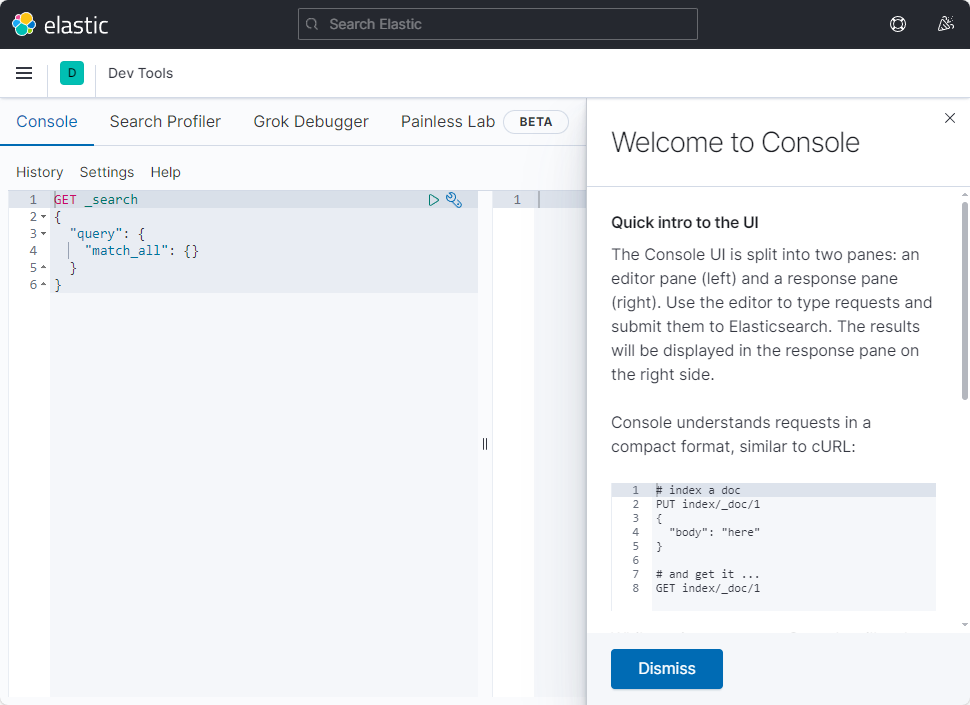 elastic
Search Elastic
D
Dev Tools
Console
Search Profiler
Grok Debugger
Painless Lab
BETA
History
Settings
Help
1 GET _search
2 {
3 "query": {
4 "match_all": {}
5 }
6 }
1
Welcome to Console
Quick intro to the UI
The Console UI is split into two panes: an
editor pane (left) and a response pane
(right). Use the editor to type requests and
submit them to Elasticsearch. The results
will be displayed in the response pane on
the right side.
Console understands requests in a
compact format, similar to cURL:
1 # index a doc
2 PUT index/_doc/1
3 {
4 "body": "here"
5 }
6
7 # and get it ...
8 GET index/_doc/1
Dismiss